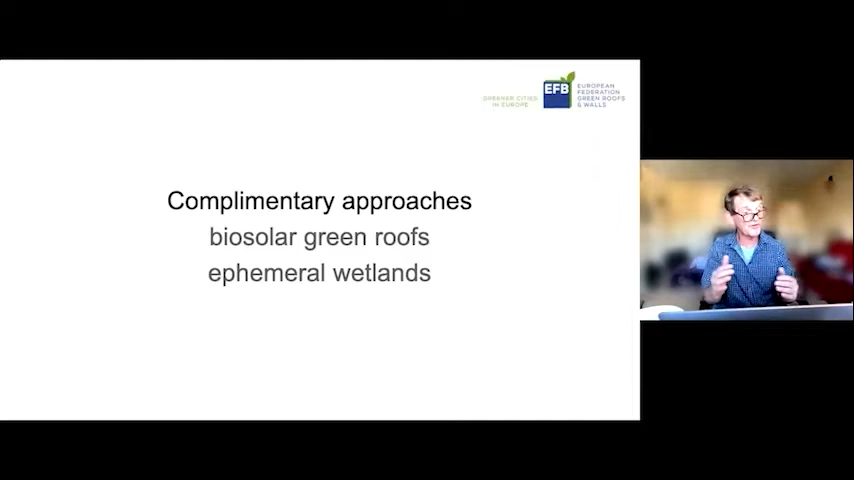 GREENER CITIES
IN EUROPE
EFB
EUROPEAN
FEDERATION
GREEN ROOFS
& WALLS
Complimentary approaches
biosolar green roofs
ephemeral wetlands